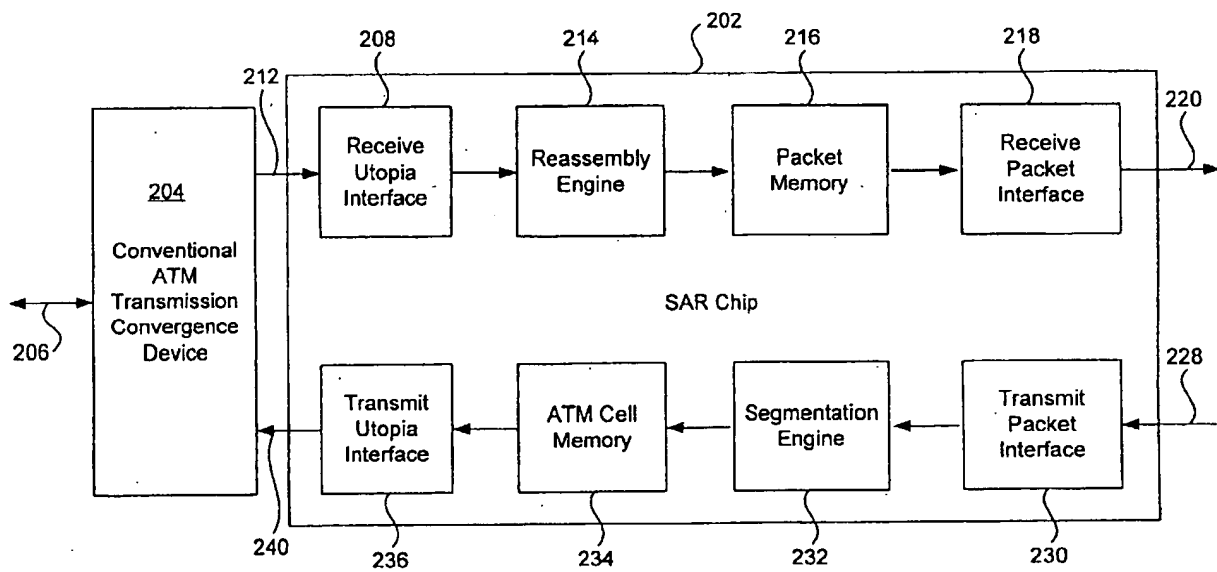 202
208
214
216
218
212
220
204
Conventional
ATM
Transmission
Convergence
Device
Receive
Utopia
Interface
Reassembly
Engine
Packet
Memory
Receive
Packet
Interface
SAR Chip
206
228
Transmit
Utopia
Interface
ATM Cell
Memory
Segmentation
Engine
Transmit
Packet
Interface
240
236
234
232
230